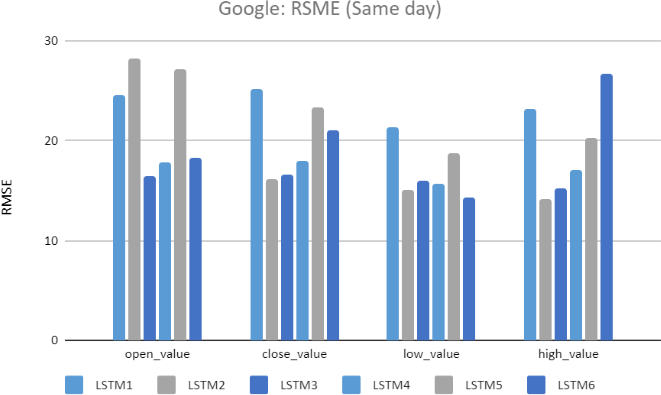 Google: RSME (Same day)
30
20
10
0
RMSE
open_value close_value low_value high_value
LSTM1 LSTM2 LSTM3 LSTM4 LSTM5 LSTM6